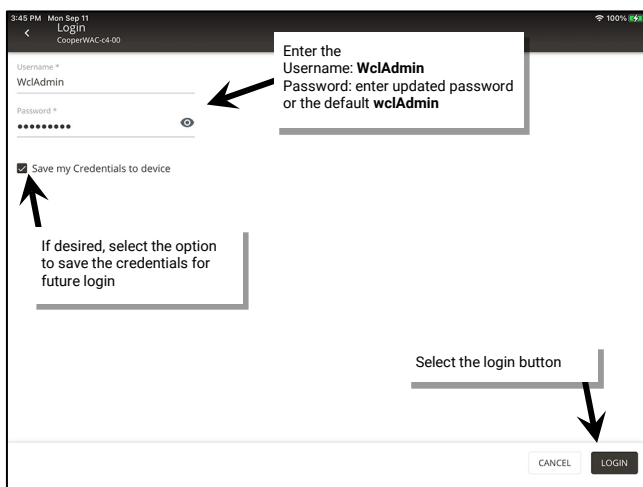 3:45 PM Mon Sep 11
100%
Login
CooperWAC-c4-00
Enter the
Username: WclAdmin
Password: enter updated password
or the default wclAdmin
Username *
WclAdmin
Password *
•••••••••
Save my Credentials to device
If desired, select the option
to save the credentials for
future login
Select the login button
CANCEL
LOGIN